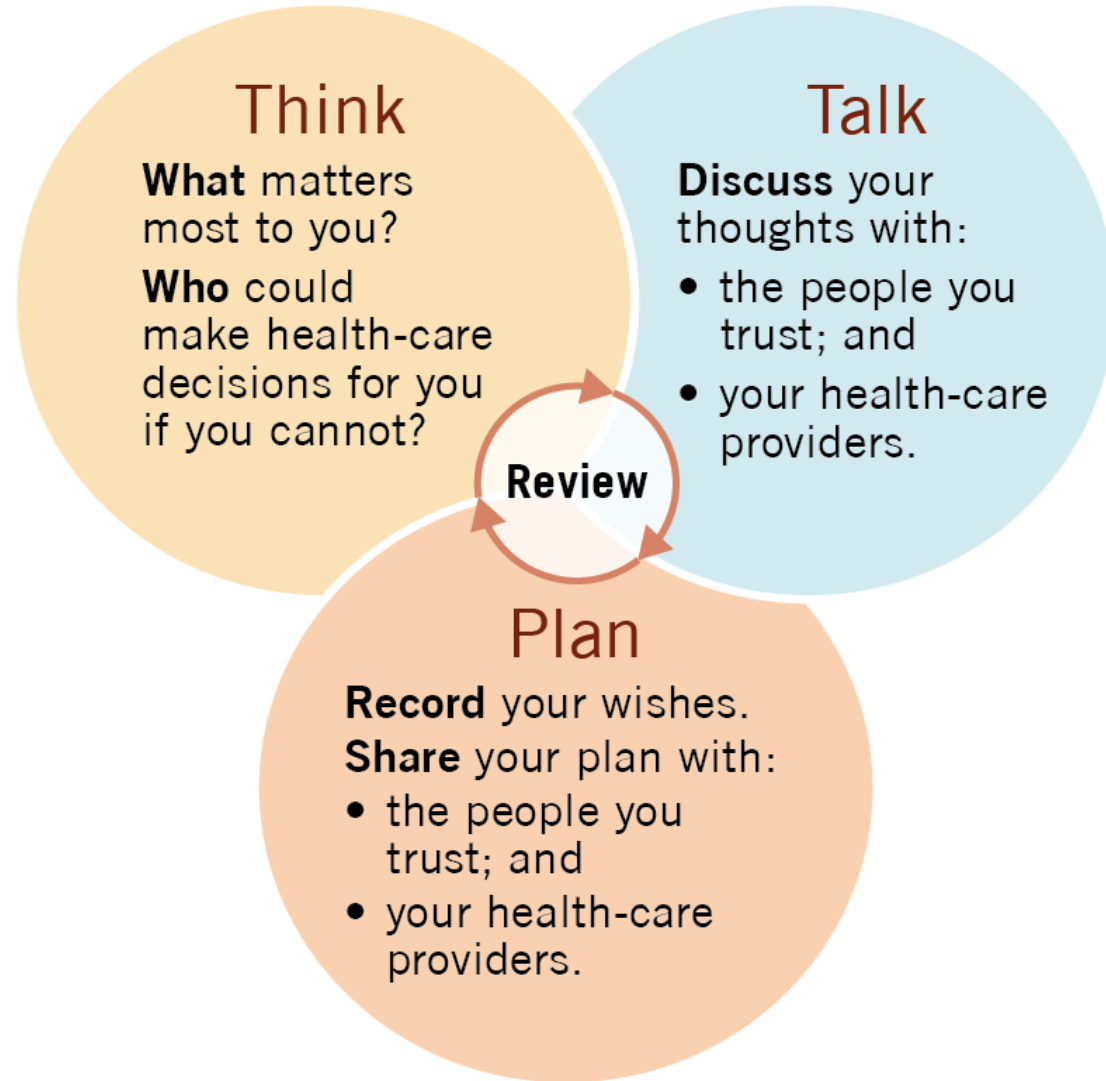 Think
What matters
most to you?
Who could
make health-care
decisions for you
if you cannot?
Talk
Discuss your
thoughts with:
• the people you
trust; and
• your health-care
providers.
Review
Plan
Record your wishes.
Share your plan with:
• the people you
trust; and
• your health-care
providers.